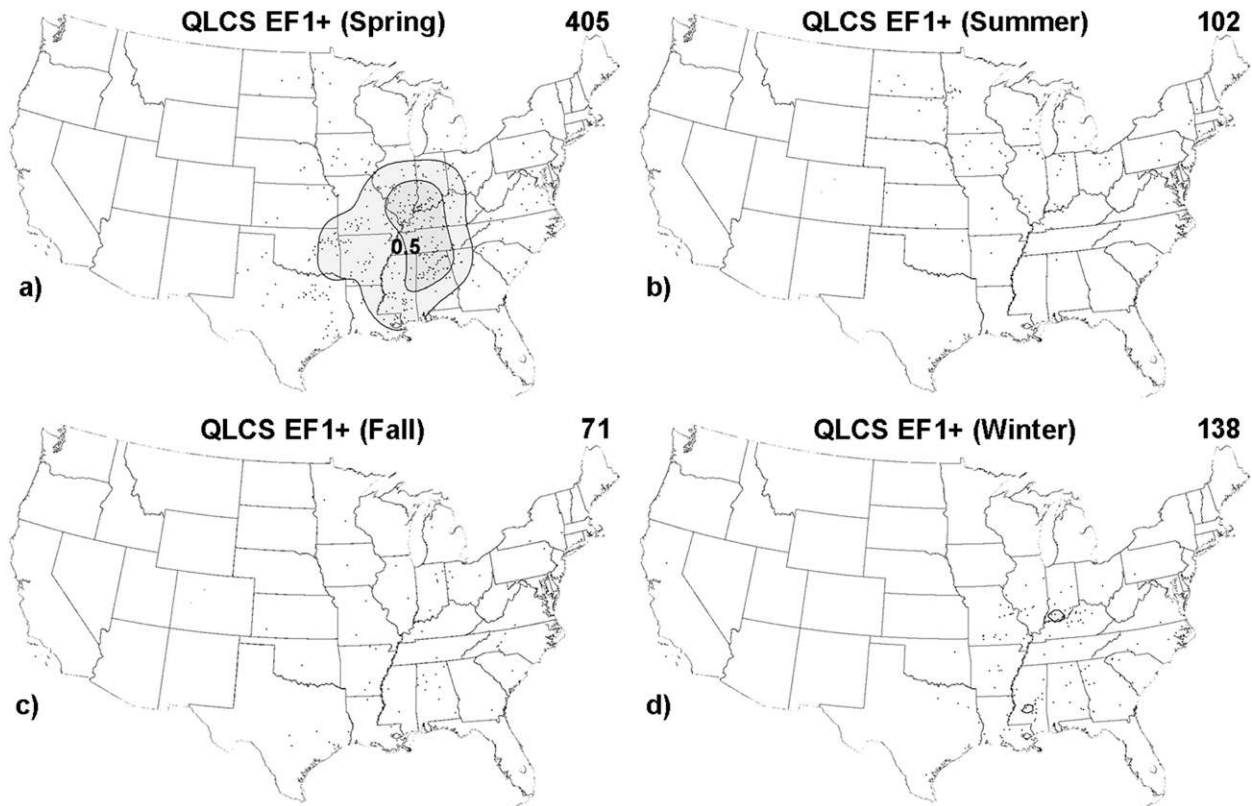 QLCS EF1+ (Spring) 405
0.5
a)
QLCS EF1+ (Summer) 102
b)
QLCS EF1+ (Fall) 71
c)
QLCS EF1+ (Winter) 138
d)